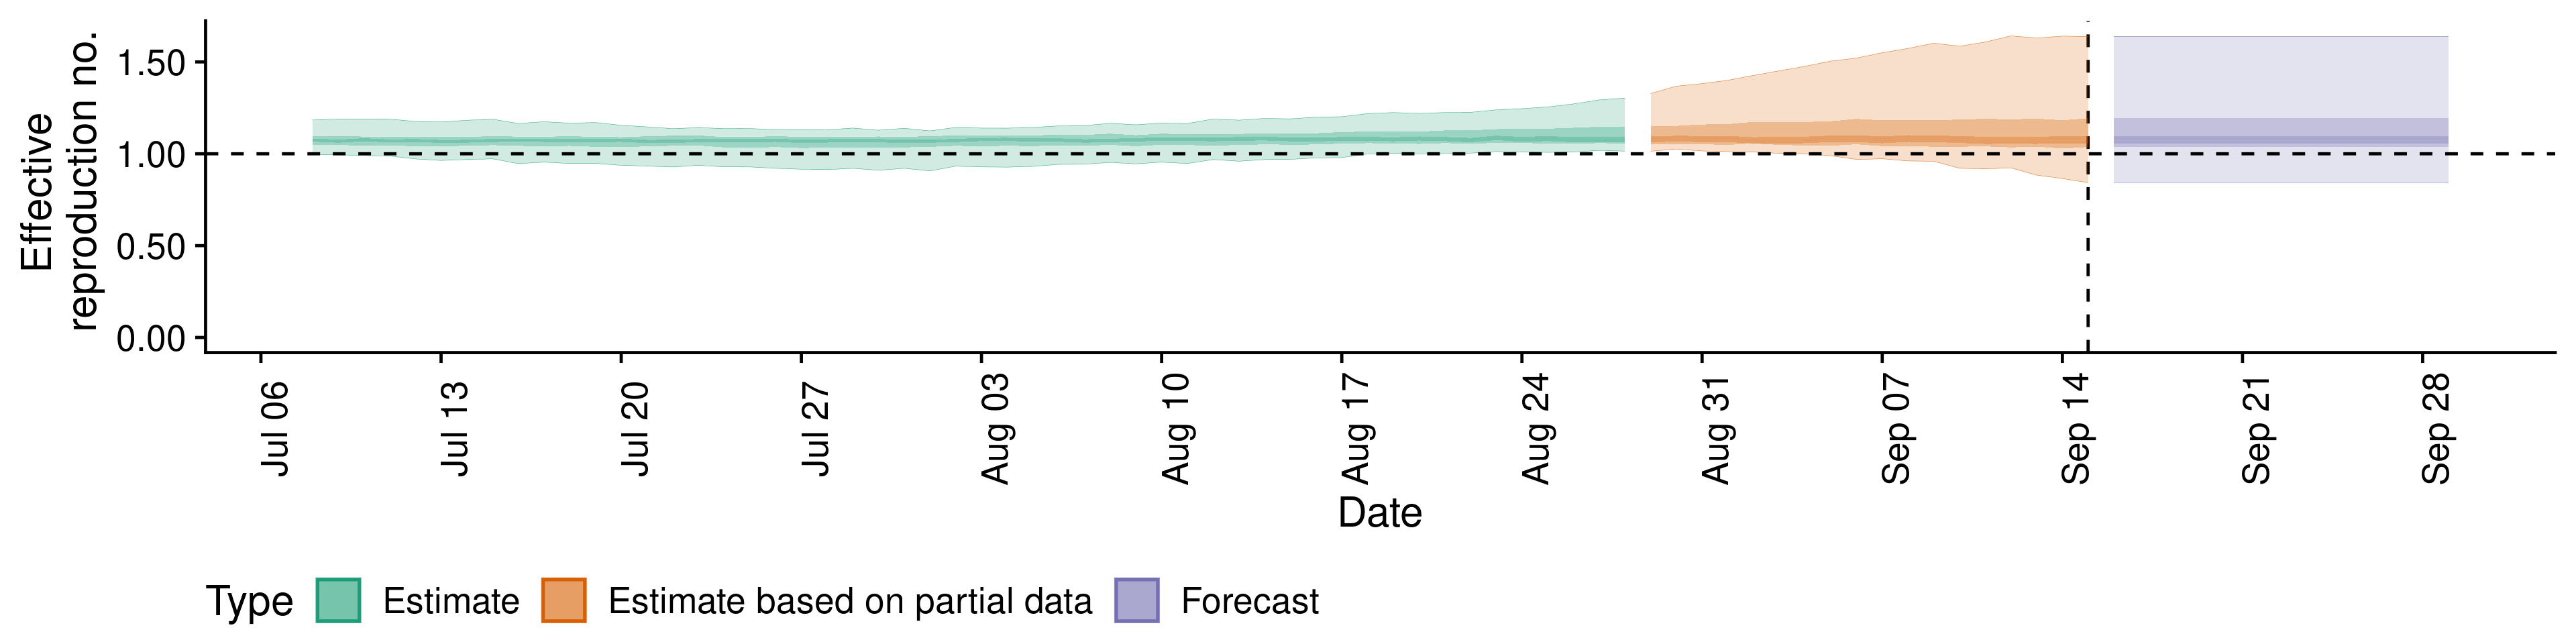 Effective
reproduction no.
1.50
1.00
0.50
0.00
Jul 06
Jul 13
Jul 20
Jul 27
Aug 03
Aug 10
Aug 17
Aug 24
Aug 31
Sep 07
Sep 14
Sep 21
Sep 28
Date
Type Estimate Estimate based on partial data Forecast